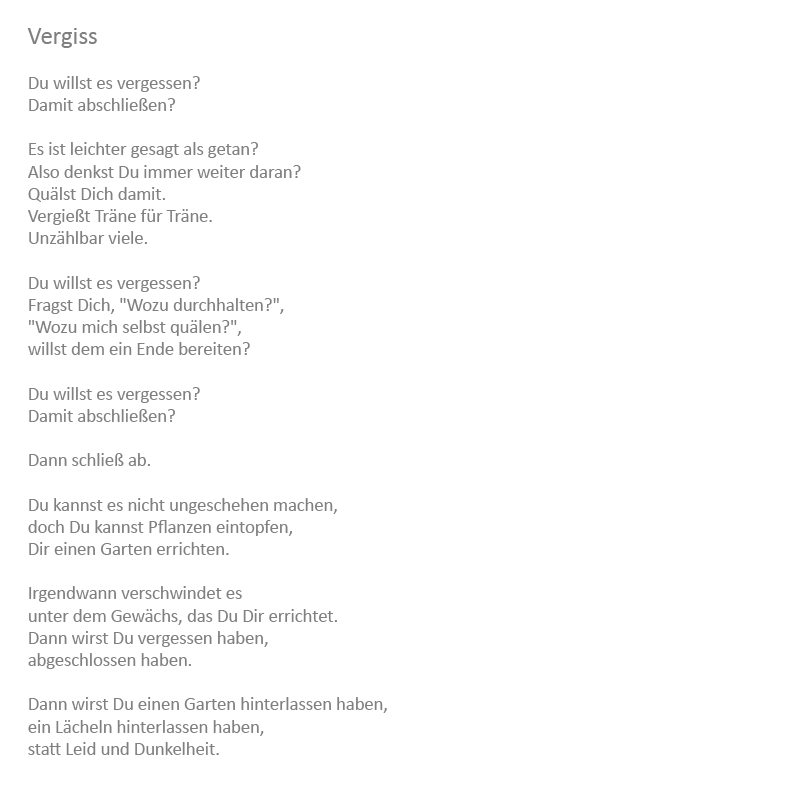 Vergiss
Du willst es vergessen?
Damit abschließen?
Es ist leichter gesagt als getan?
Also denkst Du immer weiter daran?
Quälst Dich damit.
Vergießt Träne für Träne.
Unzählbar viele.
Du willst es vergessen?
Fragst Dich, "Wozu durchhalten?",
"Wozu mich selbst quälen?",
willst dem ein Ende bereiten?
Du willst es vergessen?
Damit abschließen?
Dann schließ ab.
Du kannst es nicht ungeschehen machen,
doch Du kannst Pflanzen eintopfen,
Dir einen Garten errichten.
Irgendwann verschwindet es
unter dem Gewächs, das Du Dir errichtet.
Dann wirst Du vergessen haben,
abgeschlossen haben.
Dann wirst Du einen Garten hinterlassen haben,
ein Lächeln hinterlassen haben,
statt Leid und Dunkelheit.